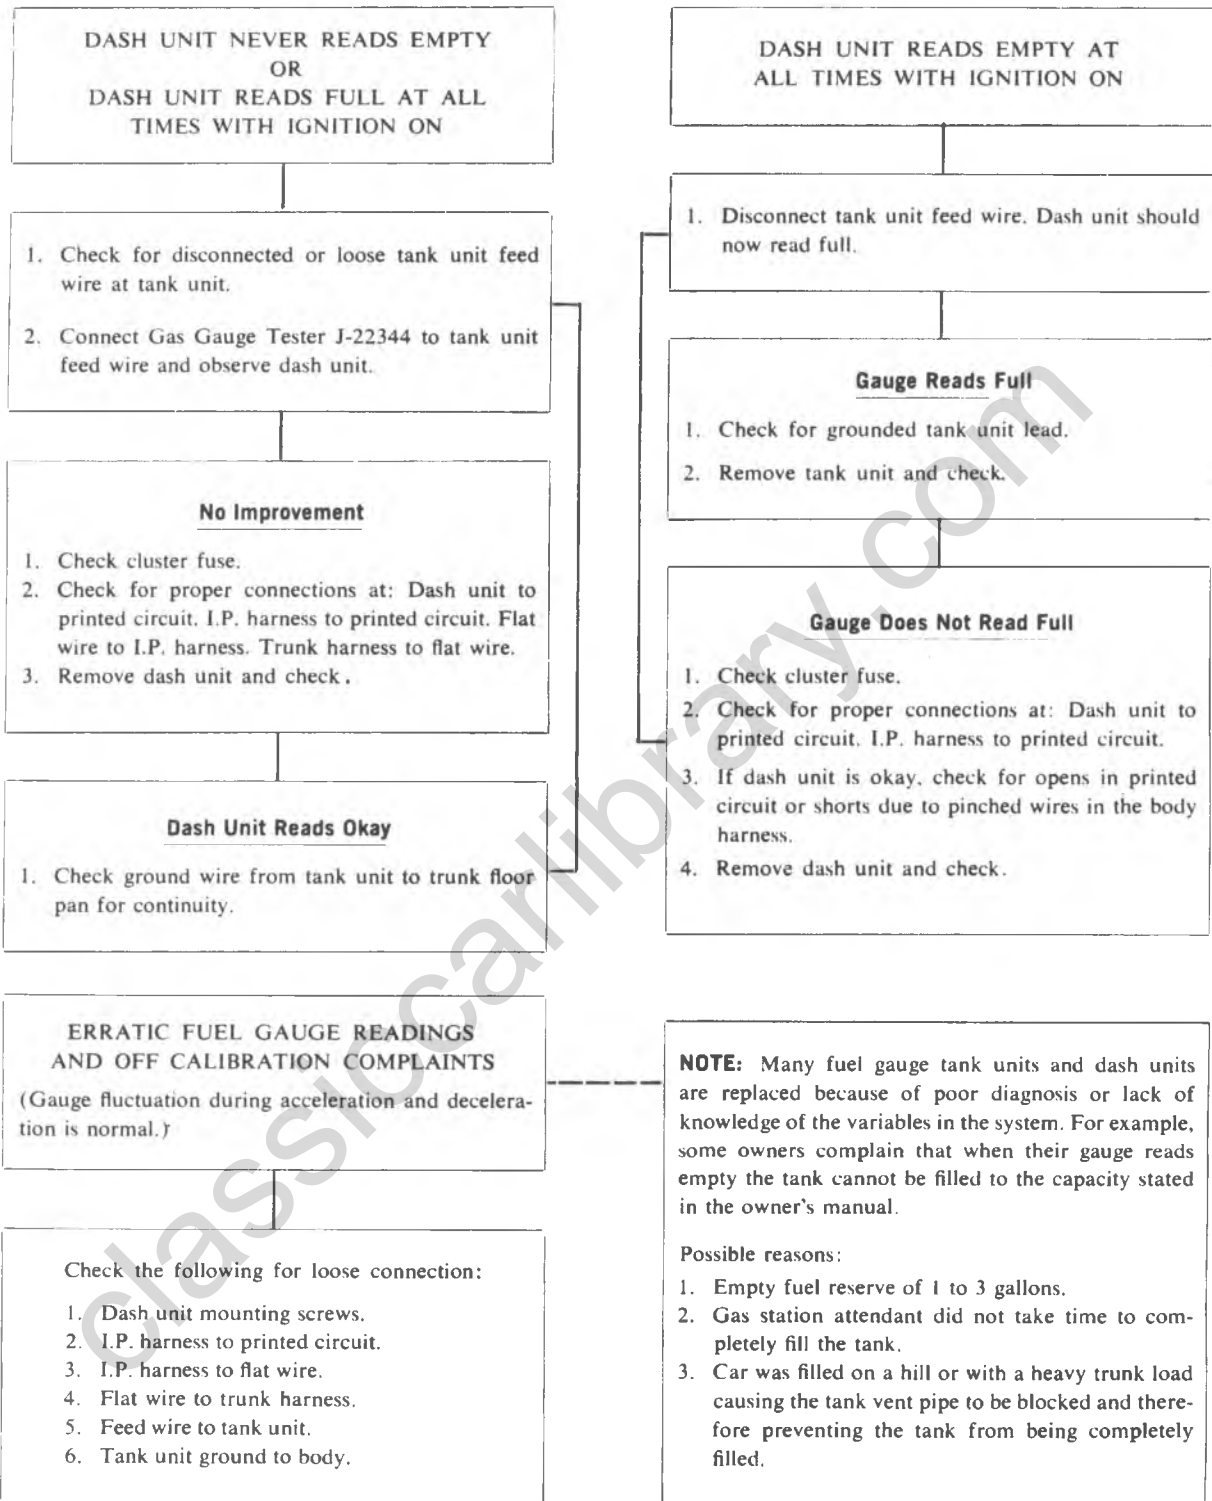 DASH UNIT NEVER READS EMPTY
OR
DASH UNIT READS FULL AT ALL
TIMES WITH IGNITION ON
1. Check for disconnected or loose tank unit feed
wire at tank unit.
2. Connect Gas Gauge Tester J-22344 to tank unit
feed wire and observe dash unit.
No Improvement
1. Check cluster fuse.
2. Check for proper connections at: Dash unit to
printed circuit. I.P. harness to printed circuit. Flat
wire to I.P. harness. Trunk harness to flat wire.
3. Remove dash unit and check.
Dash Unit Reads Okay
1. Check ground wire from tank unit to trunk floor
pan for continuity.
DASH UNIT READS EMPTY AT
ALL TIMES WITH IGNITION ON
1. Disconnect tank unit feed wire. Dash unit should
now read full.
Gauge Reads Full
1. Check for grounded tank unit lead.
2. Remove tank unit and check.
Gauge Does Not Read Full
1. Check cluster fuse.
2. Check for proper connections at: Dash unit to
printed circuit. I.P. harness to printed circuit.
3. If dash unit is okay, check for opens in printed
circuit or shorts due to pinched wires in the body
harness.
4. Remove dash unit and check.
ERRATIC FUEL GAUGE READINGS
AND OFF CALIBRATION COMPLAINTS
(Gauge fluctuation during acceleration and decelera-
tion is normal.)
Check the following for loose connection:
1. Dash unit mounting screws.
2. I.P. harness to printed circuit.
3. I.P. harness to flat wire.
4. Flat wire to trunk harness.
5. Feed wire to tank unit.
6. Tank unit ground to body.
NOTE: Many fuel gauge tank units and dash units
are replaced because of poor diagnosis or lack of
knowledge of the variables in the system. For example,
some owners complain that when their gauge reads
empty the tank cannot be filled to the capacity stated
in the owner's manual.
Possible reasons:
1. Empty fuel reserve of 1 to 3 gallons.
2. Gas station attendant did not take time to com-
pletely fill the tank.
3. Car was filled on a hill or with a heavy trunk load
causing the tank vent pipe to be blocked and there-
fore preventing the tank from being completely
filled.
classiccarlibrary.com